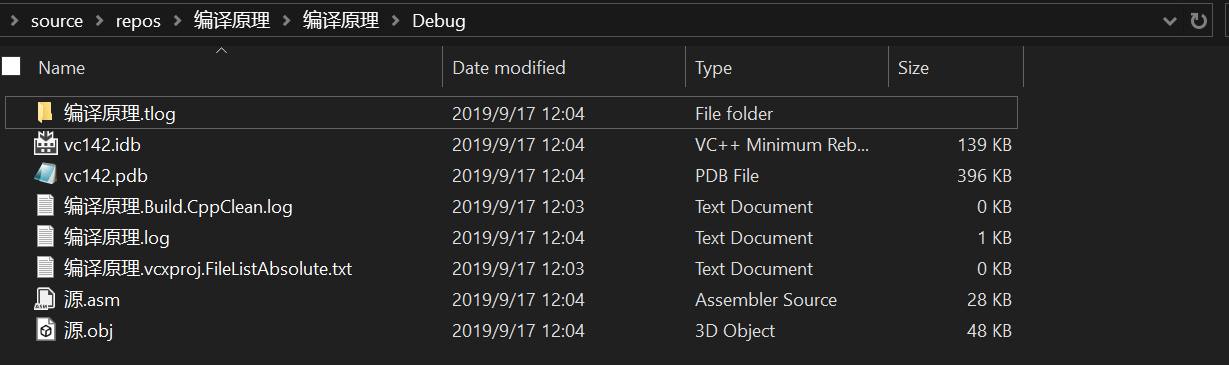 source repos 编译原理 编译原理 Debug
Name Date modified Type Size
编译原理.tlog 2019/9/17 12:04 File folder
vc142.idb 2019/9/17 12:04 VC++ Minimum Reb... 139 KB
vc142.pdb 2019/9/17 12:04 PDB File 396 KB
编译原理.Build.CppClean.log 2019/9/17 12:03 Text Document 0 KB
编译原理.log 2019/9/17 12:04 Text Document 1 KB
编译原理.vcxproj.FileListAbsolute.txt 2019/9/17 12:03 Text Document 0 KB
源.asm 2019/9/17 12:04 Assembler Source 28 KB
源.obj 2019/9/17 12:04 3D Object 48 KB